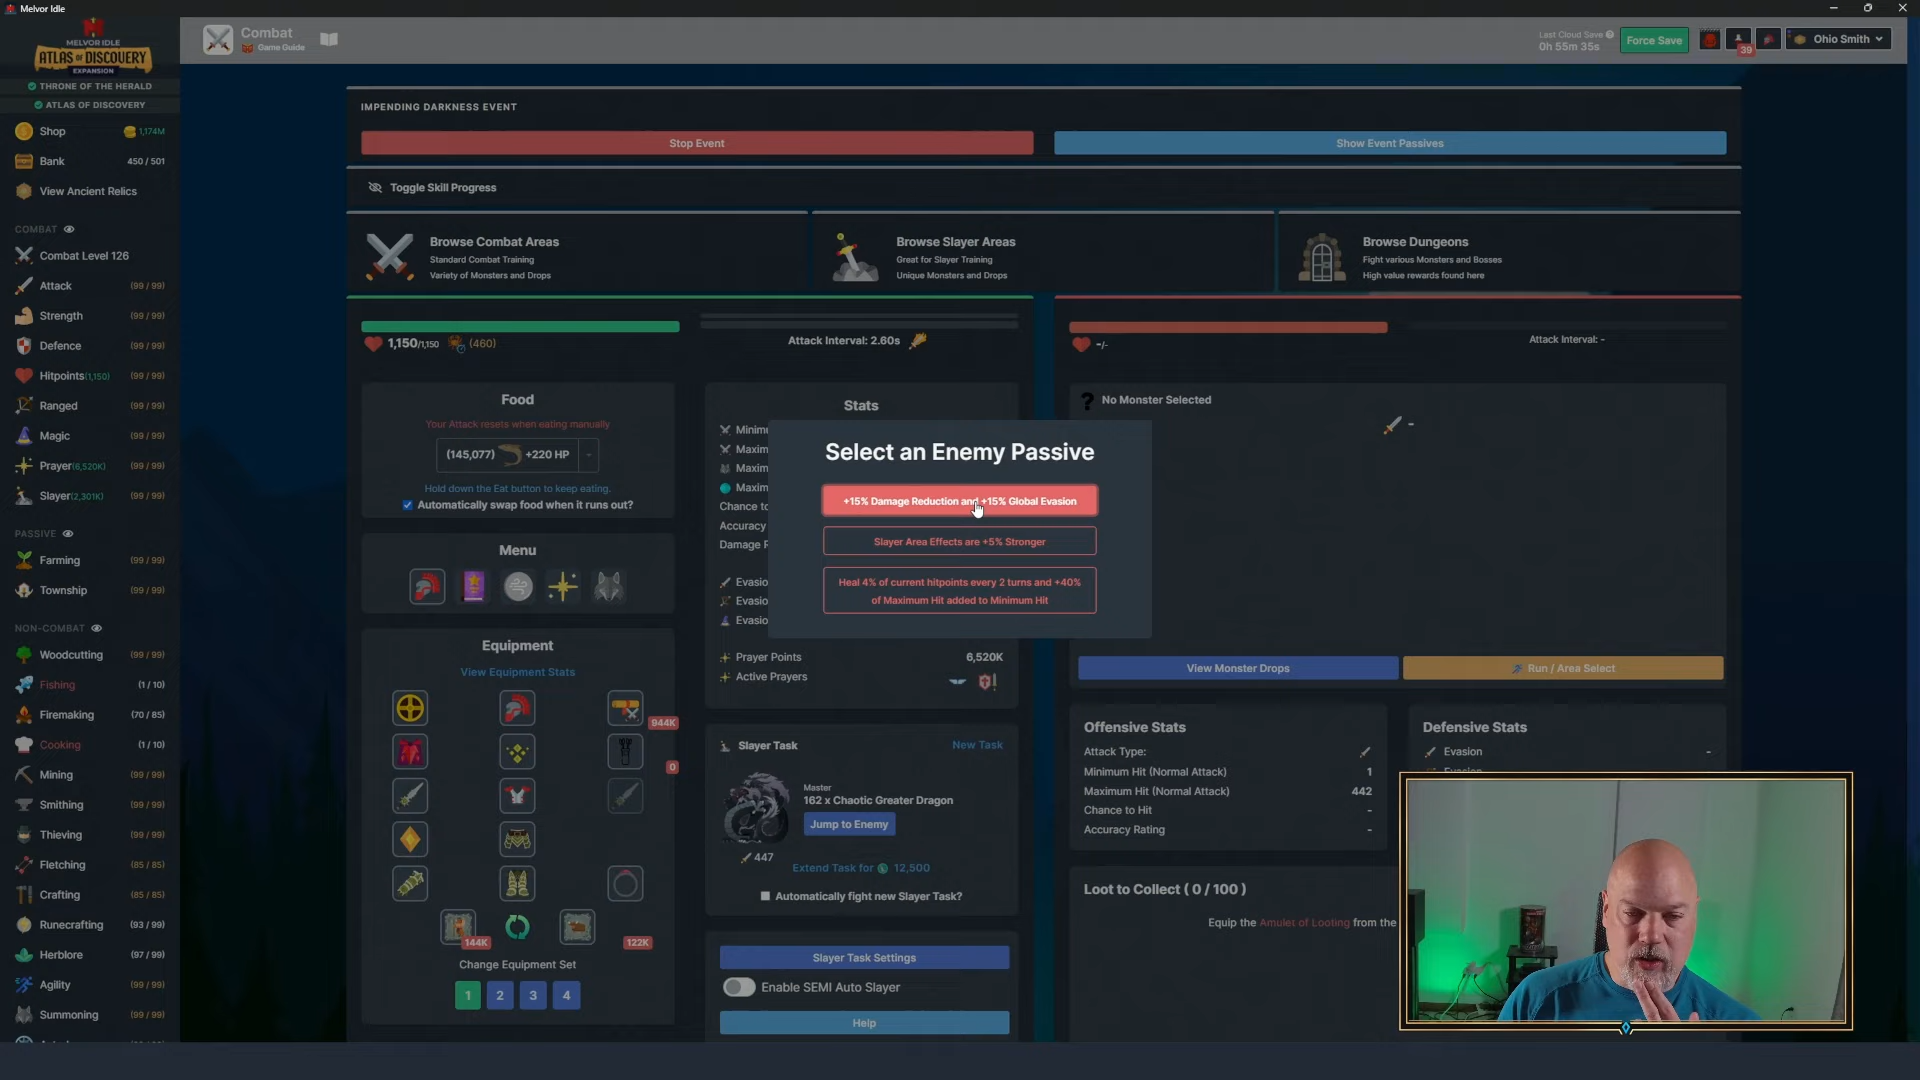 Melvor Idle
MELVOR IDLE
ATLAS OF DISCOVERY
EXPANSION
THRONE OF THE HERALD
ATLAS OF DISCOVERY
Shop 1,174M
Bank 450 / 501
View Ancient Relics
COMBAT
Combat Level 126
Attack (99 / 99)
Strength (99 / 99)
Defence (99 / 99)
Hitpoints(1,150) (99 / 99)
Ranged (99 / 99)
Magic (99 / 99)
Prayer(6,520K) (99 / 99)
Slayer(2,301K) (99 / 99)
PASSIVE
Farming (99 / 99)
Township (99 / 99)
NON-COMBAT
Woodcutting (99 / 99)
Fishing (1 / 10)
Firemaking (70 / 85)
Cooking (1 / 10)
Mining (99 / 99)
Smithing (99 / 99)
Thieving (99 / 99)
Fletching (85 / 85)
Crafting (85 / 85)
Runecrafting (93 / 99)
Herblore (97 / 99)
Agility (99 / 99)
Summoning (99 / 99)
Combat
Game Guide
Last Cloud Save
0h 55m 35s
Force Save
39
Ohio Smith
IMPENDING DARKNESS EVENT
Stop Event
Show Event Passives
Toggle Skill Progress
Browse Combat Areas
Standard Combat Training
Variety of Monsters and Drops
Browse Slayer Areas
Great for Slayer Training
Unique Monsters and Drops
Browse Dungeons
Fight various Monsters and Bosses
High value rewards found here
1,150/1,150 (460)
Attack Interval: 2.60s
Food
Your Attack resets when eating manually
(145,077) +220 HP
Hold down the Eat button to keep eating.
Automatically swap food when it runs out?
Menu
Equipment
View Equipment Stats
944K
0
144K
122K
Change Equipment Set
1 2 3 4
Stats
Minimu
Maxim
Maxim
Maxim
Chance to
Accuracy
Damage R
Evasio
Evasio
Evasio
Prayer Points 6,520K
Active Prayers
Select an Enemy Passive
+15% Damage Reduction and +15% Global Evasion
Slayer Area Effects are +5% Stronger
Heal 4% of current hitpoints every 2 turns and +40%
of Maximum Hit added to Minimum Hit
Slayer Task New Task
Master
162 x Chaotic Greater Dragon
Jump to Enemy
447
Extend Task for 12,500
Automatically fight new Slayer Task?
Slayer Task Settings
Enable SEMI Auto Slayer
Help
-/-
Attack Interval: -
? No Monster Selected
-
View Monster Drops
Run / Area Select
Offensive Stats
Attack Type:
Minimum Hit (Normal Attack) 1
Maximum Hit (Normal Attack) 442
Chance to Hit -
Accuracy Rating -
Defensive Stats
Evasion -
Evasion
Loot to Collect ( 0 / 100 )
Equip the Amulet of Looting from the